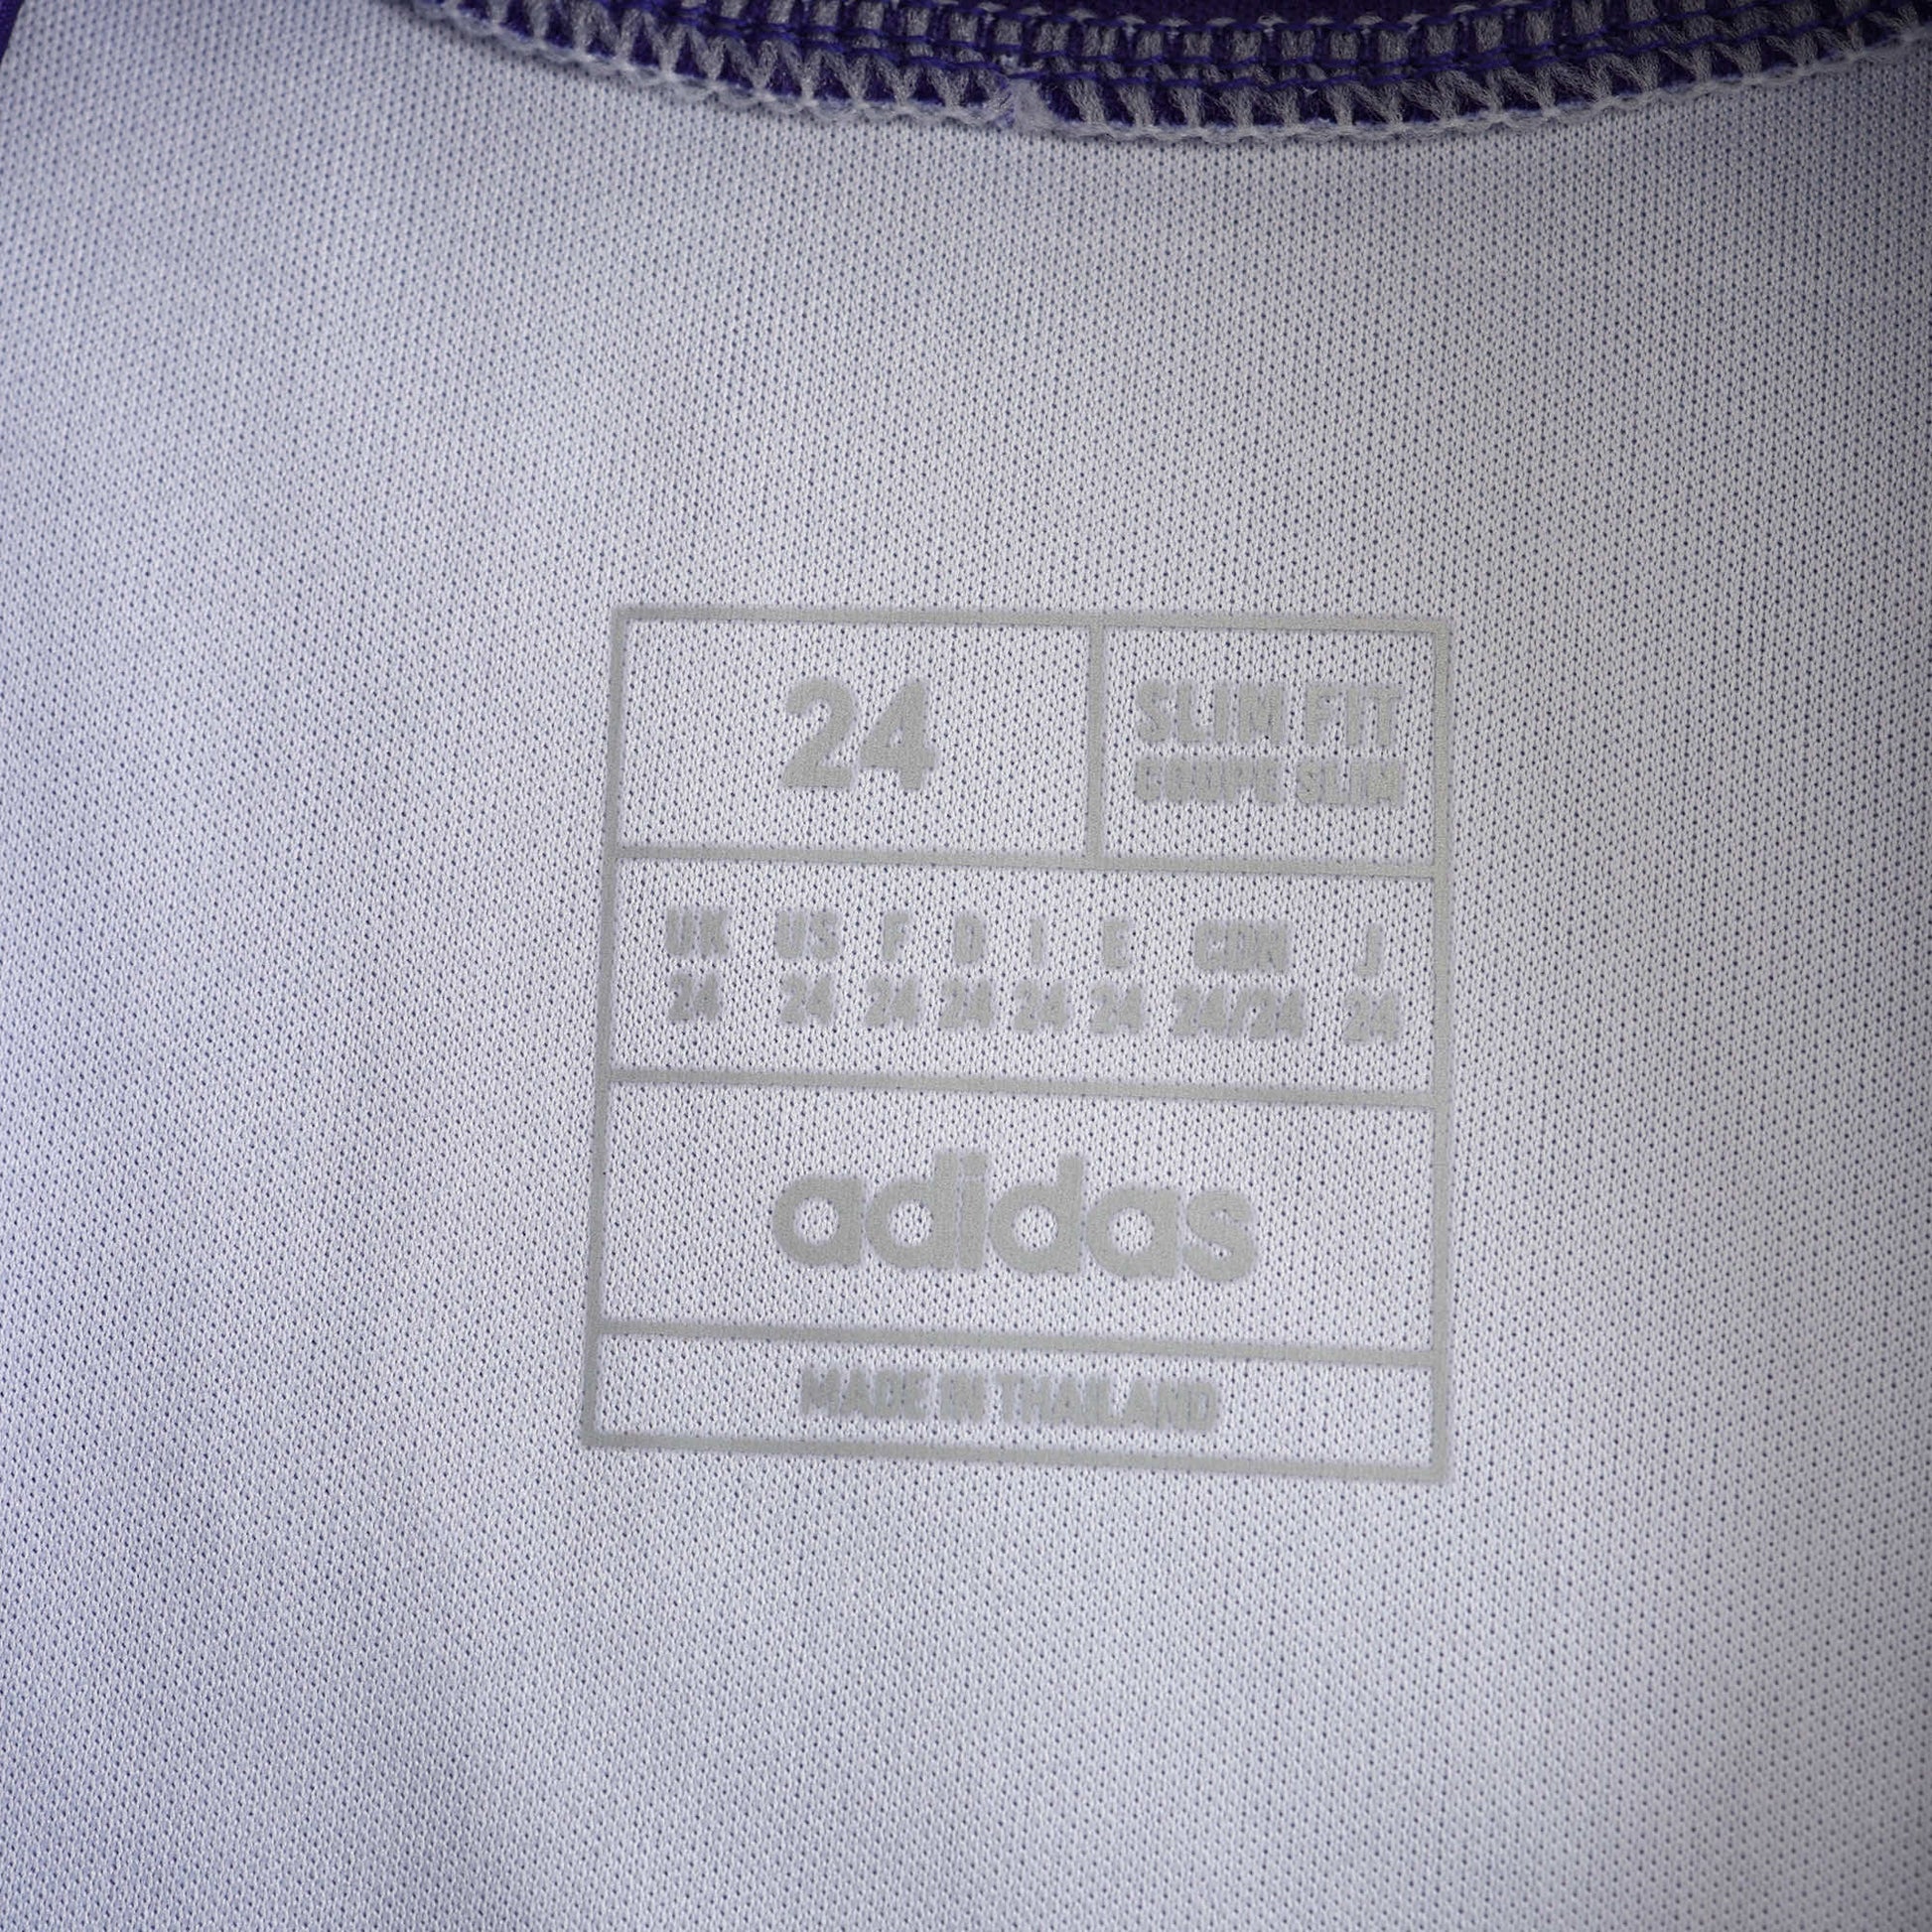 24
SLIM FIT
COUPE SLIM
UK US F D I E CDN J
24 24 24 24 24 24 24/24 24
adidas
MADE IN THAILAND